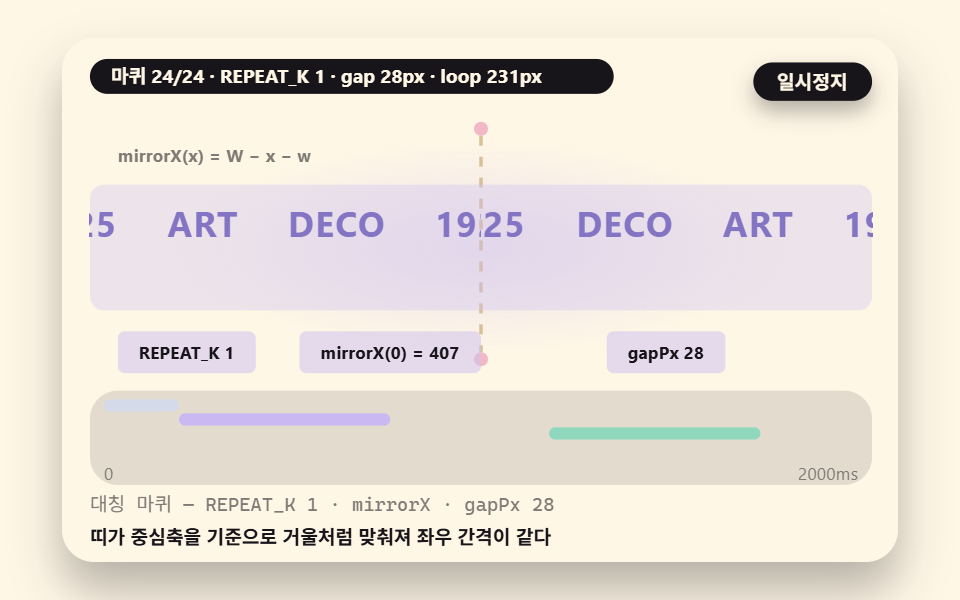 마퀴 24/24 · REPEAT_K 1 · gap 28px · loop 231px
일시정지
mirrorX(x) = W − x − w
25 ART DECO 1925 DECO ART 19
REPEAT_K 1
mirrorX(0) = 407
gapPx 28
0
2000ms
대칭 마퀴 — REPEAT_K 1 · mirrorX · gapPx 28
띠가 중심축을 기준으로 거울처럼 맞춰져 좌우 간격이 같다